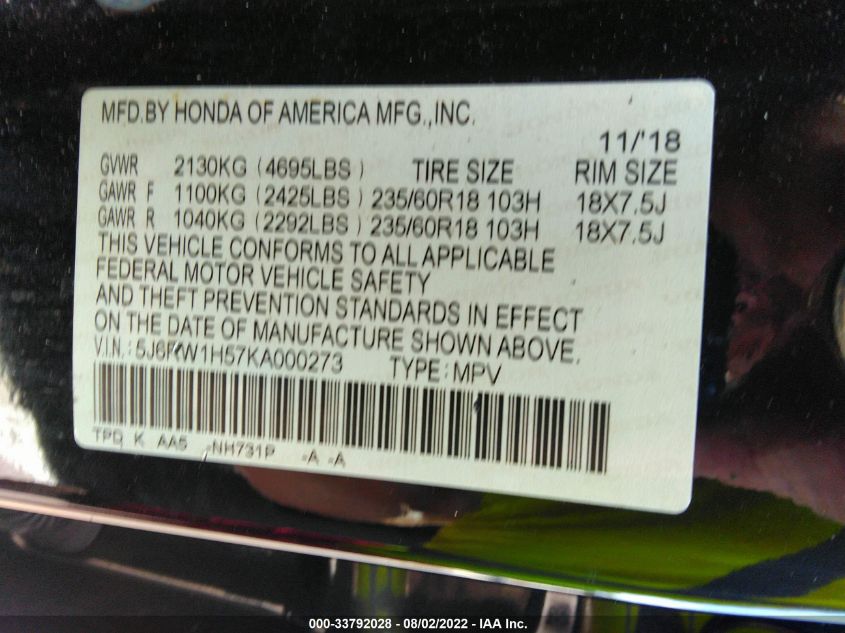 MFD.BY HONDA OF AMERICA MFG.,INC.
11/'18
GVWR 2130KG (4695LBS) TIRE SIZE RIM SIZE
GAWR F 1100KG (2425LBS) 235/60R18 103H 18X7.5J
GAWR R 1040KG (2292LBS) 235/60R18 103H 18X7.5J
THIS VEHICLE CONFORMS TO ALL APPLICABLE
FEDERAL MOTOR VEHICLE SAFETY
AND THEFT PREVENTION STANDARDS IN EFFECT
ON THE DATE OF MANUFACTURE SHOWN ABOVE.
V.I.N.: 5J6RW1H57KA000273 TYPE: MPV
TPD K AA5 -NH731P -A -A
000-33792028 - 08/02/2022 - IAA Inc.